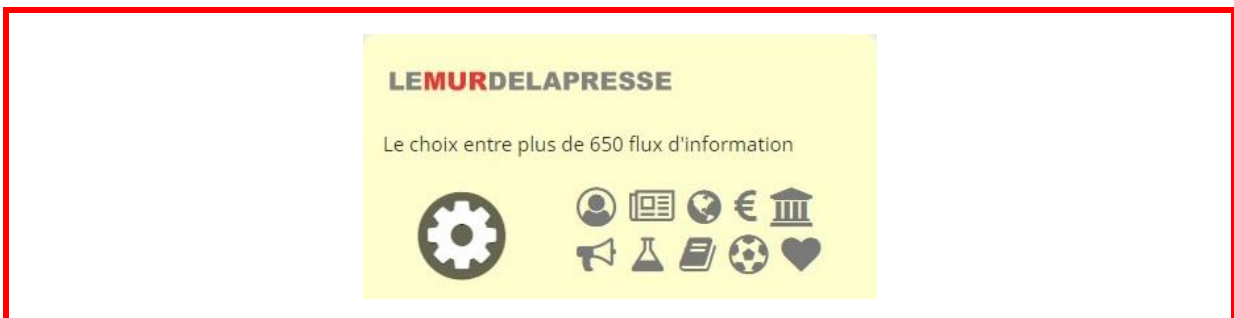 LEMURDELAPRESSE
Le choix entre plus de 650 flux d'information